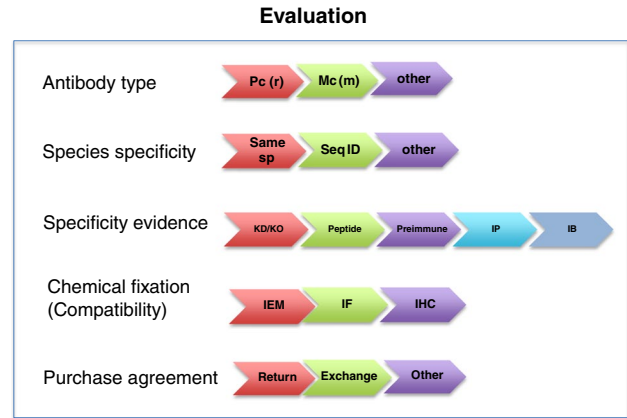 Evaluation
Antibody type
Pc (r) Mc (m) other
Species specificity
Same sp Seq ID other
Specificity evidence
KD/KO Peptide Preimmune IP IB
Chemical fixation
(Compatibility)
IEM IF IHC
Purchase agreement
Return Exchange Other